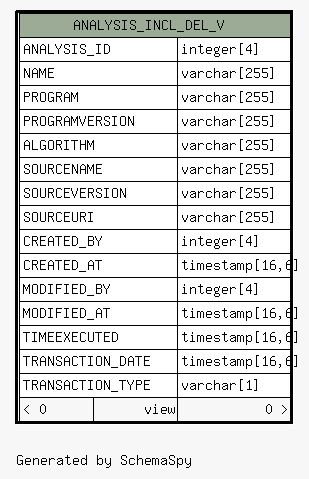 ANALYSIS_INCL_DEL_V
ANALYSIS_ID integer[4]
NAME varchar[255]
PROGRAM varchar[255]
PROGRAMVERSION varchar[255]
ALGORITHM varchar[255]
SOURCENAME varchar[255]
SOURCEVERSION varchar[255]
SOURCEURI varchar[255]
CREATED_BY integer[4]
CREATED_AT timestamp[16,6]
MODIFIED_BY integer[4]
MODIFIED_AT timestamp[16,6]
TIMEEXECUTED timestamp[16,6]
TRANSACTION_DATE timestamp[16,6]
TRANSACTION_TYPE varchar[1]
< 0 view 0 >
Generated by SchemaSpy